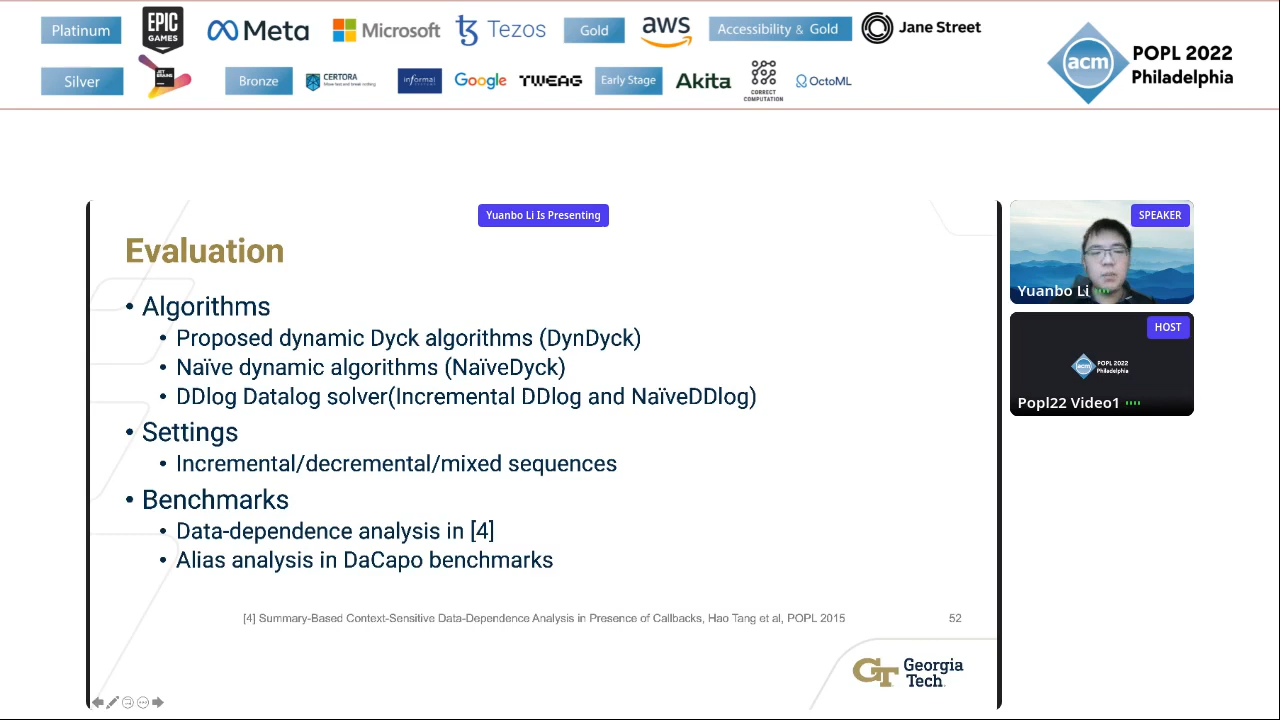 Platinum
EPIC GAMES
Meta
Microsoft
Tezos
Gold
aws
Accessibility & Gold
Jane Street
Silver
JET BRAINS
Bronze
CERTORA
informal
Google
TWEAG
Early Stage
Akita
CORRECT COMPUTATION
OctoML
acm
POPL 2022
Philadelphia
Yuanbo Li Is Presenting
Evaluation
• Algorithms
• Proposed dynamic Dyck algorithms (DynDyck)
• Naïve dynamic algorithms (NaïveDyck)
• DDlog Datalog solver(Incremental DDlog and NaïveDDlog)
• Settings
• Incremental/decremental/mixed sequences
• Benchmarks
• Data-dependence analysis in [4]
• Alias analysis in DaCapo benchmarks
[4] Summary-Based Context-Sensitive Data-Dependence Analysis in Presence of Callbacks, Hao Tang et al, POPL 2015
52
GT Georgia
Tech
SPEAKER
Yuanbo Li
HOST
acm
POPL 2022
Philadelphia
Popl22 Video1